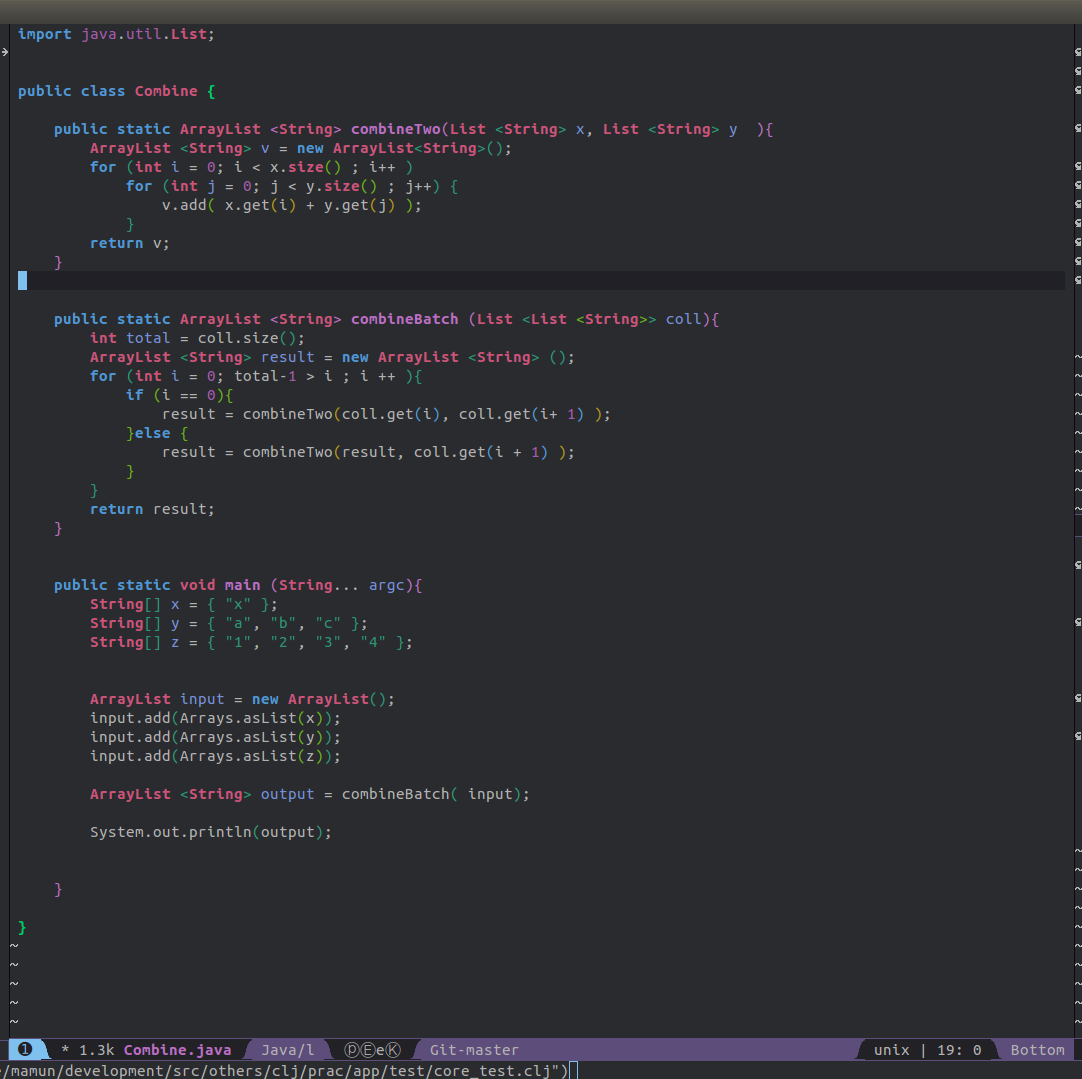 import java.util.List;
public class Combine {
    public static ArrayList <String> combineTwo(List <String> x, List <String> y  ){
        ArrayList <String> v = new ArrayList<String>();
        for (int i = 0; i < x.size() ; i++ )
            for (int j = 0; j < y.size() ; j++) {
                v.add( x.get(i) + y.get(j) );
            }
        return v;
    }
    public static ArrayList <String> combineBatch (List <List <String>> coll){
        int total = coll.size();
        ArrayList <String> result = new ArrayList <String> ();
        for (int i = 0; total-1 > i ; i ++ ){
            if (i == 0){
                result = combineTwo(coll.get(i), coll.get(i+ 1) );
            }else {
                result = combineTwo(result, coll.get(i + 1) );
            }
        }
        return result;
    }
    public static void main (String... argc){
        String[] x = { "x" };
        String[] y = { "a", "b", "c" };
        String[] z = { "1", "2", "3", "4" };
        ArrayList input = new ArrayList();
        input.add(Arrays.asList(x));
        input.add(Arrays.asList(y));
        input.add(Arrays.asList(z));
        ArrayList <String> output = combineBatch( input);
        System.out.println(output);
    }
}
~
~
~
~
~
❶ * 1.3k Combine.java Java/l ⓟⒺeⓀ Git-master unix | 19: 0 Bottom
/mamun/development/src/others/clj/prac/app/test/core_test.clj")